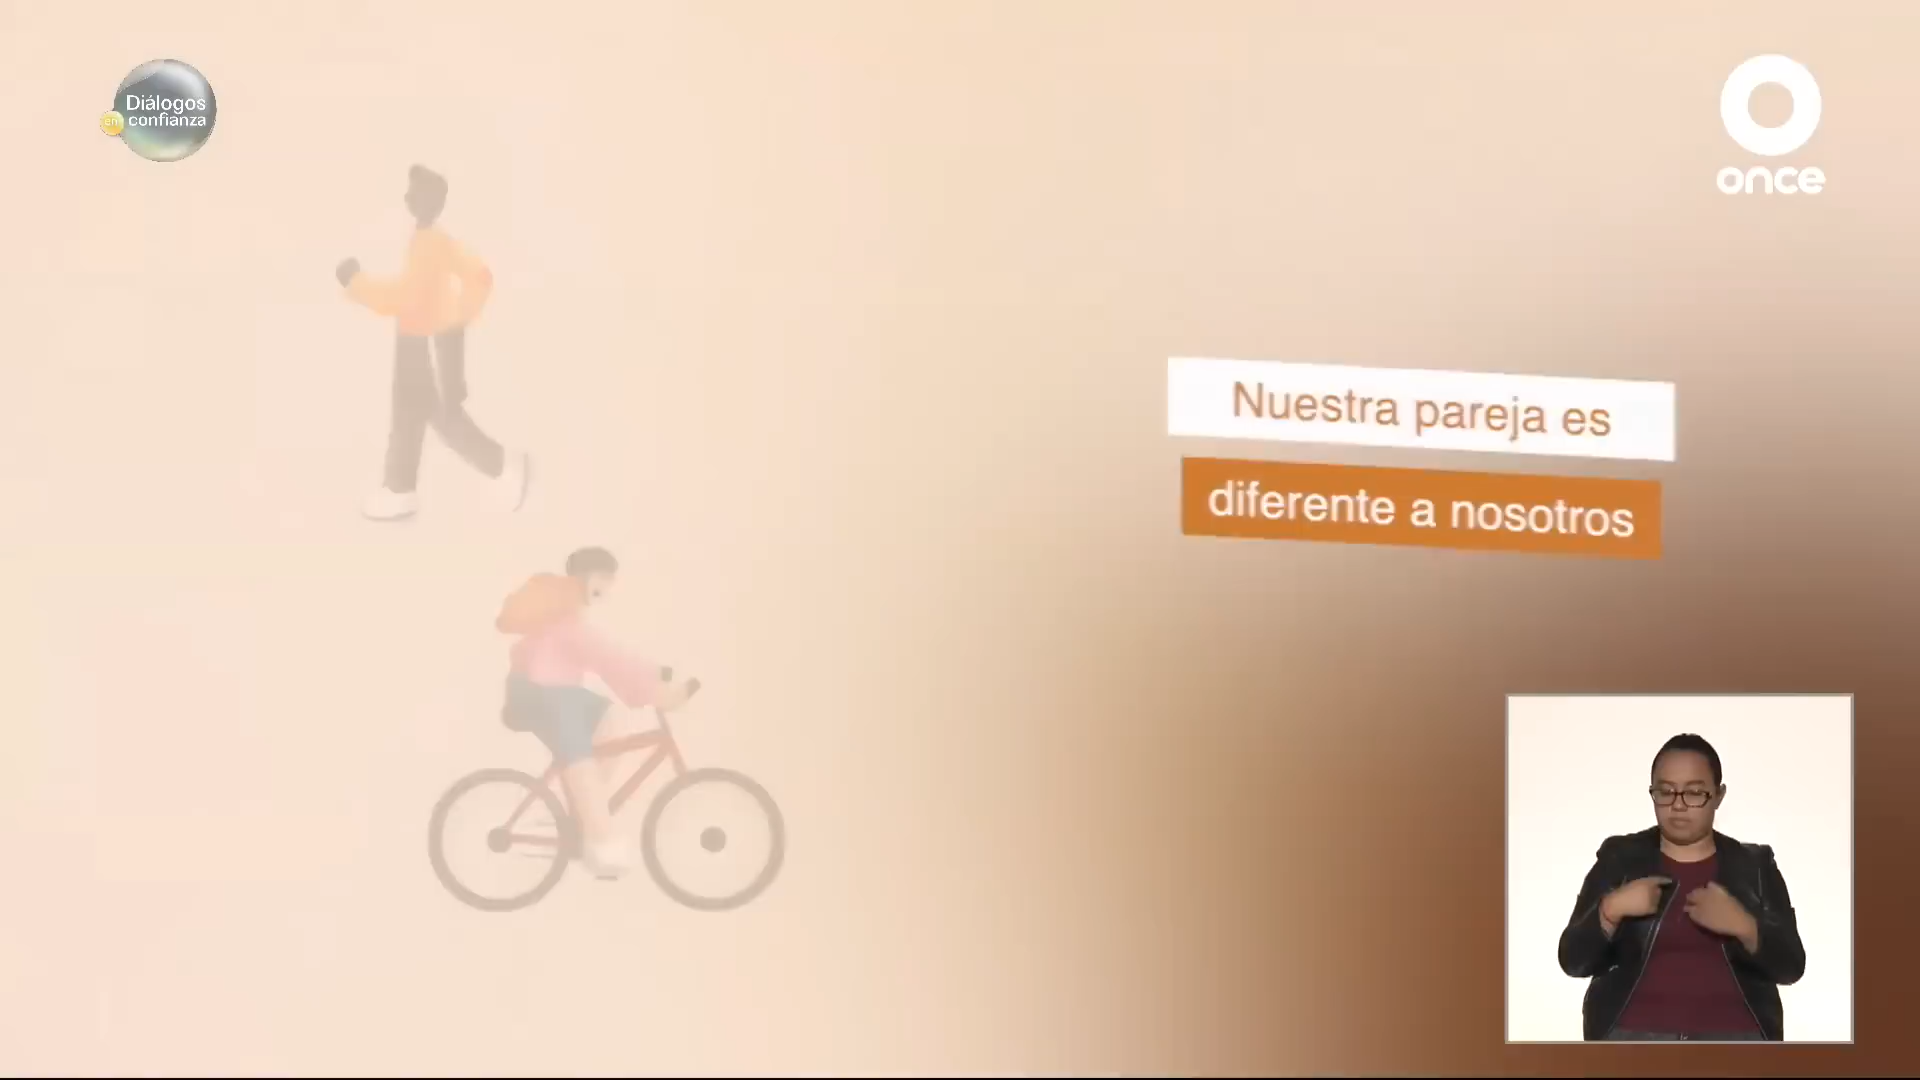 Diálogos
en
confianza
once
Nuestra pareja es
diferente a nosotros